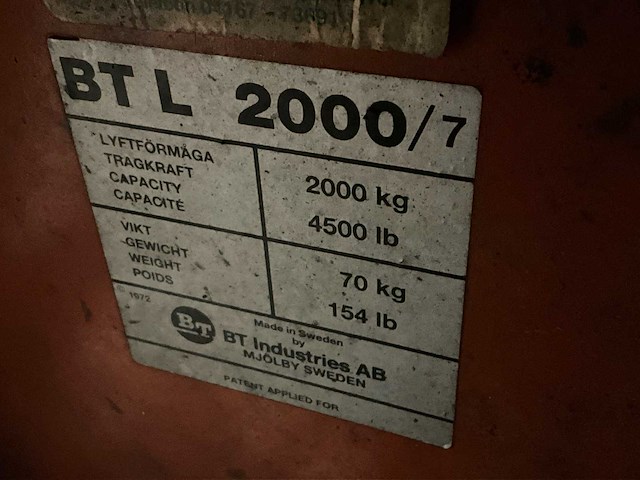 BT L 2000/7
LYFTFÖRMÅGA
TRAGKRAFT
CAPACITY
CAPACITÉ
2000 kg
4500 lb
VIKT
GEWICHT
WEIGHT
POIDS
70 kg
154 lb
© 1972
BT
Made in Sweden
by
BT Industries AB
MJÖLBY SWEDEN
PATENT APPLIED FOR